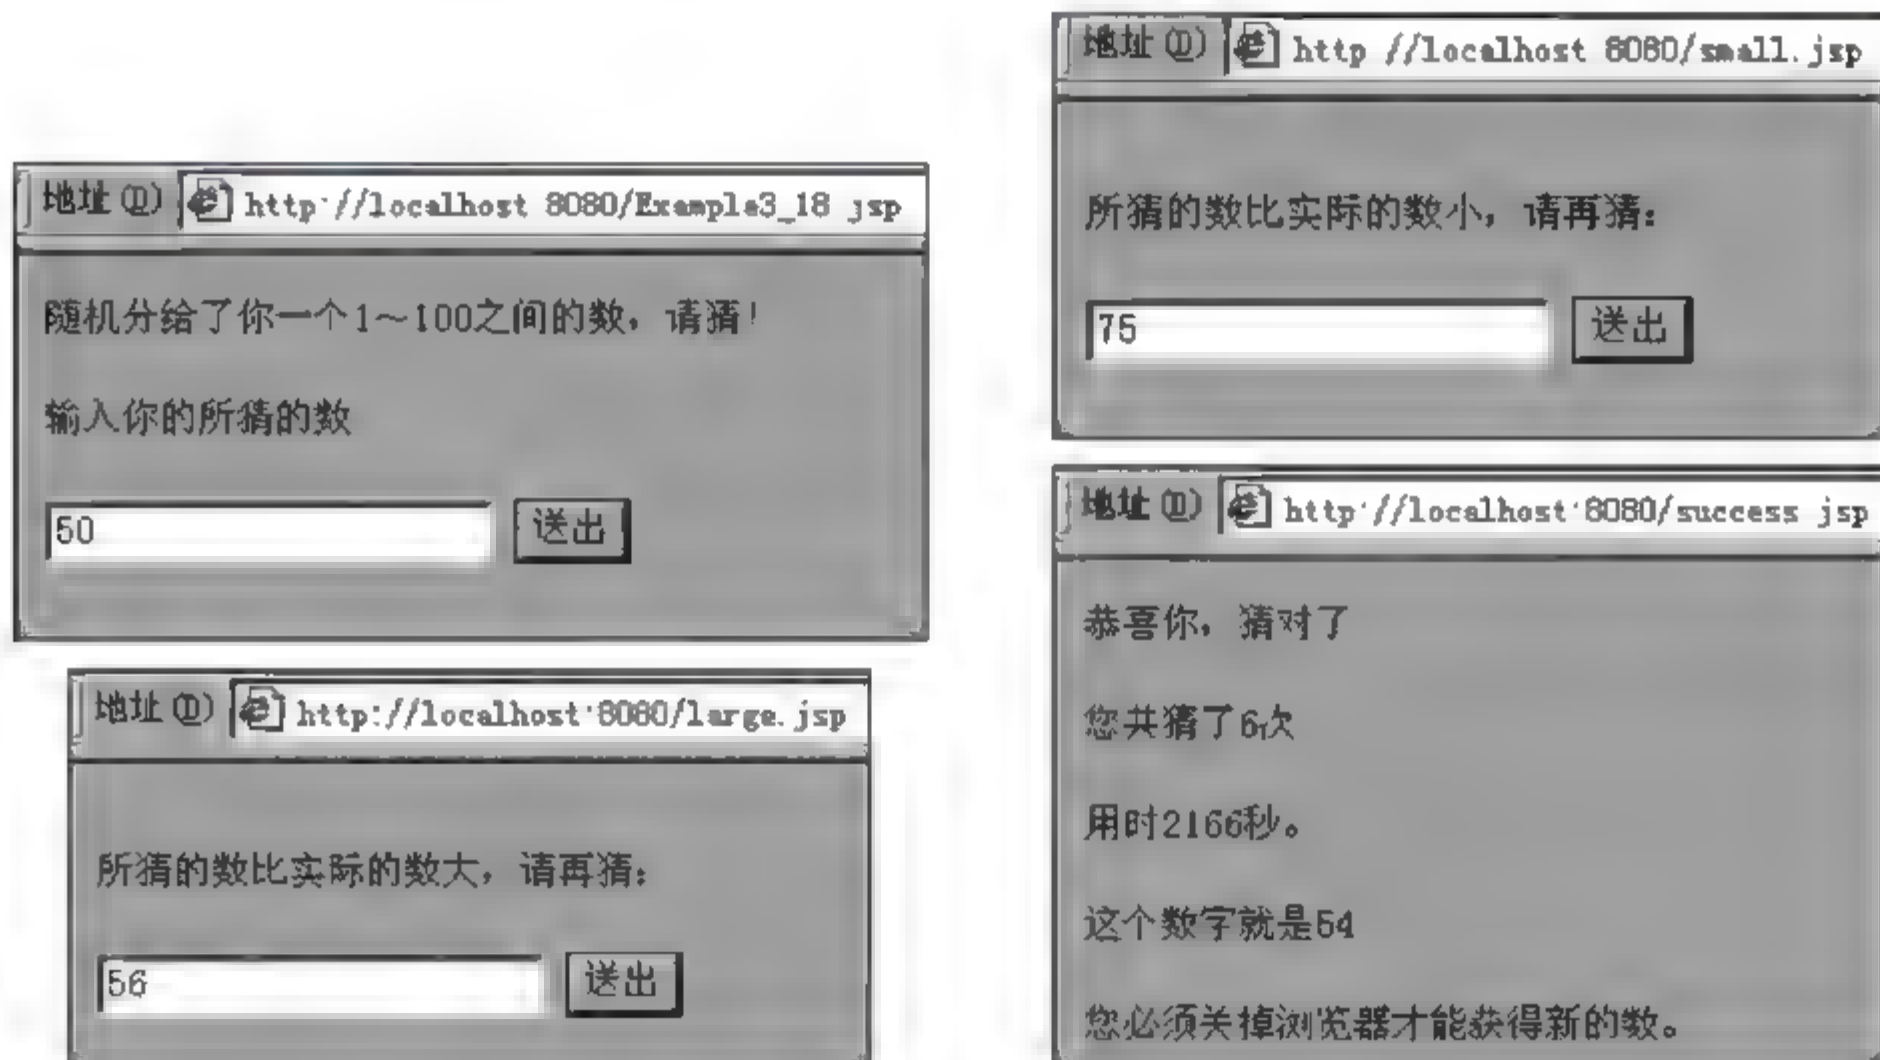 地址(D) http://localhost 8080/Example3_18 jsp
随机分给了你一个1～100之间的数，请猜！
输入你的所猜的数
50 送出
地址(D) http://localhost:8080/large.jsp
所猜的数比实际的数大，请再猜：
56 送出
地址(D) http //localhost 8080/small.jsp
所猜的数比实际的数小，请再猜：
75 送出
地址(D) http://localhost:8080/success jsp
恭喜你，猜对了
您共猜了6次
用时2166秒。
这个数字就是54
您必须关掉浏览器才能获得新的数。